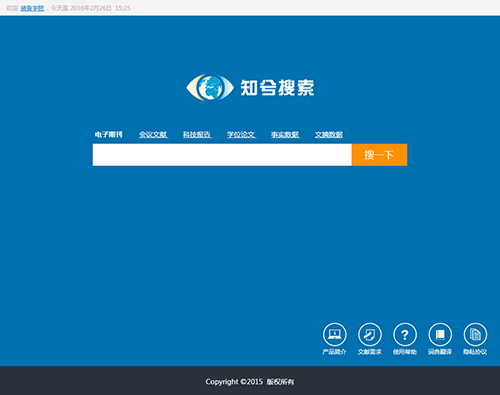 欢迎 装备学院，今天是 2016年2月26日 15:25
知兮搜索
电子期刊 会议文献 科技报告 学位论文 事实数据 文摘数据
搜一下
产品简介 文献需求 使用帮助 词典翻译 隐私协议
Copyright ©2015 版权所有